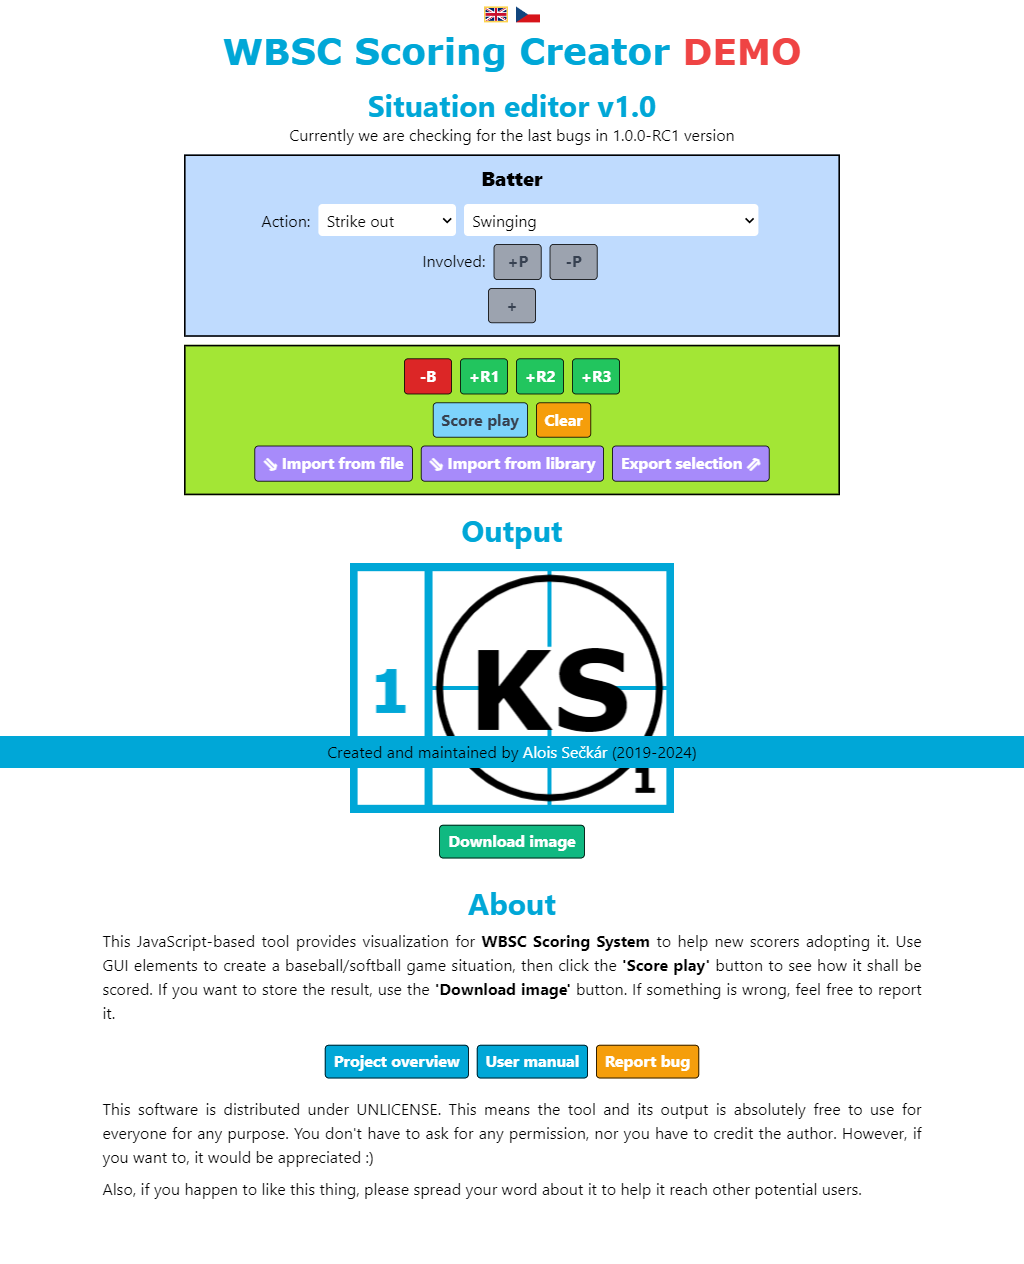 WBSC Scoring Creator DEMO
Situation editor v1.0
Currently we are checking for the last bugs in 1.0.0-RC1 version
Batter
Action: Strike out Swinging
Involved: +P -P
+
-B +R1 +R2 +R3
Score play Clear
⇘ Import from file ⇘ Import from library Export selection ⇗
Output
1 KS
Created and maintained by Alois Sečkár (2019-2024)
1
Download image
About
This JavaScript-based tool provides visualization for WBSC Scoring System to help new scorers adopting it. Use
GUI elements to create a baseball/softball game situation, then click the 'Score play' button to see how it shall be
scored. If you want to store the result, use the 'Download image' button. If something is wrong, feel free to report
it.
Project overview User manual Report bug
This software is distributed under UNLICENSE. This means the tool and its output is absolutely free to use for
everyone for any purpose. You don't have to ask for any permission, nor you have to credit the author. However, if
you want to, it would be appreciated :)
Also, if you happen to like this thing, please spread your word about it to help it reach other potential users.